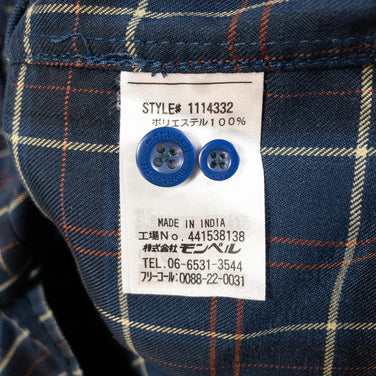 STYLE# 1114332
ポリエステル100%
MADE IN INDIA
工場No. 441538138
株式会社モンベル
TEL. 06-6531-3544
フリーコール:0088-22-0031